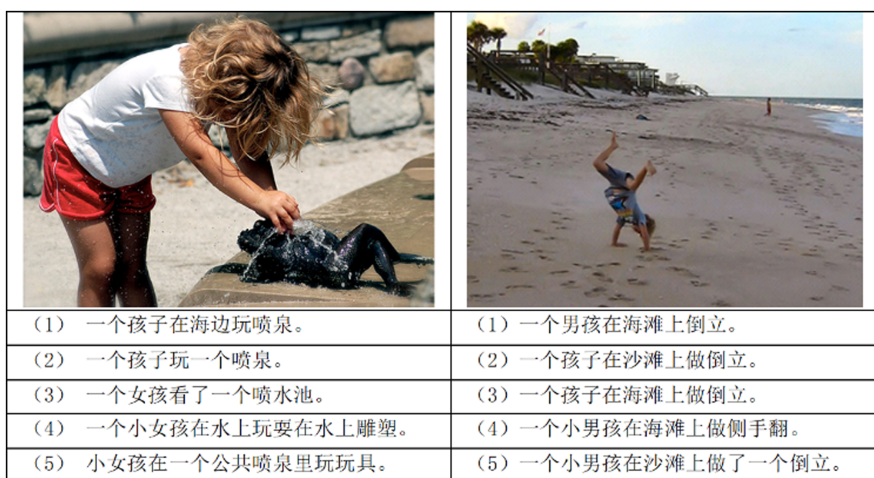 （1） 一个孩子在海边玩喷泉。
（2） 一个孩子玩一个喷泉。
（3） 一个女孩看了一个喷水池。
（4） 一个小女孩在水上玩耍在水上雕塑。
（5） 小女孩在一个公共喷泉里玩玩具。
（1）一个男孩在海滩上倒立。
（2）一个孩子在沙滩上做倒立。
（3）一个孩子在海滩上做倒立。
（4）一个小男孩在海滩上做侧手翻。
（5）一个小男孩在沙滩上做了一个倒立。